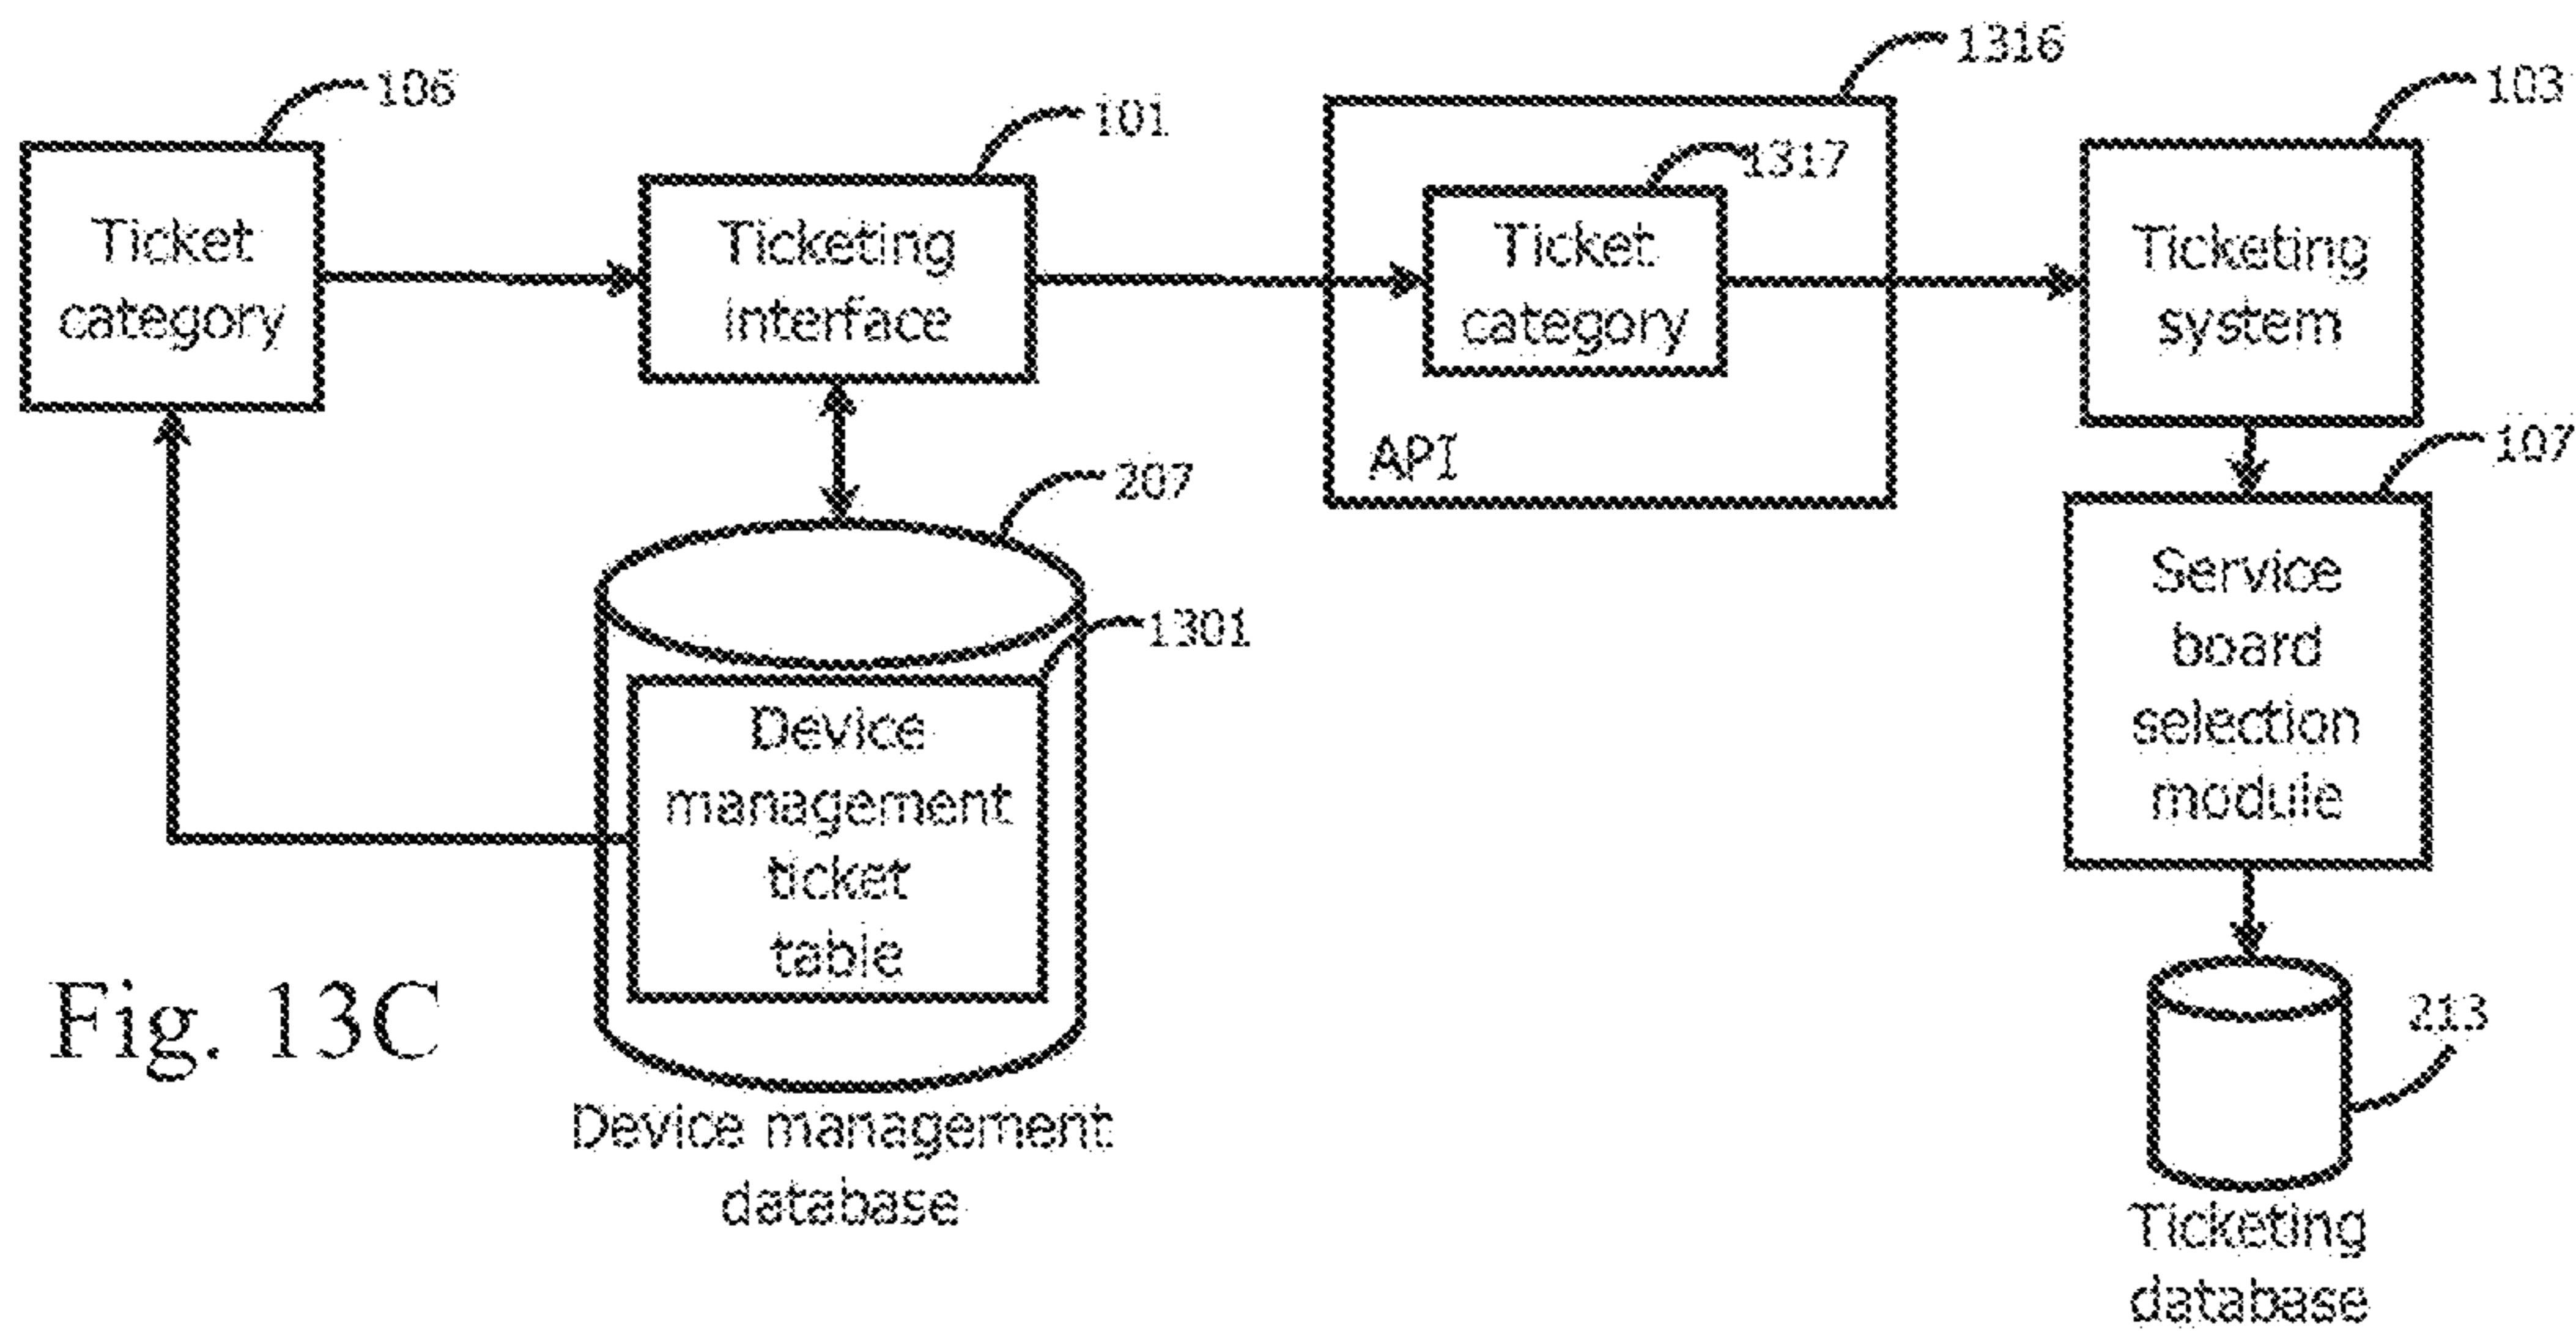 106
Ticket
category
101
Ticketing
interface
1316
1317
Ticket
category
API
103
Ticketing
system
107
Service
board
selection
module
207
1301
Device
management
ticket
table
Device management
database
213
Ticketing
database
Fig. 13C